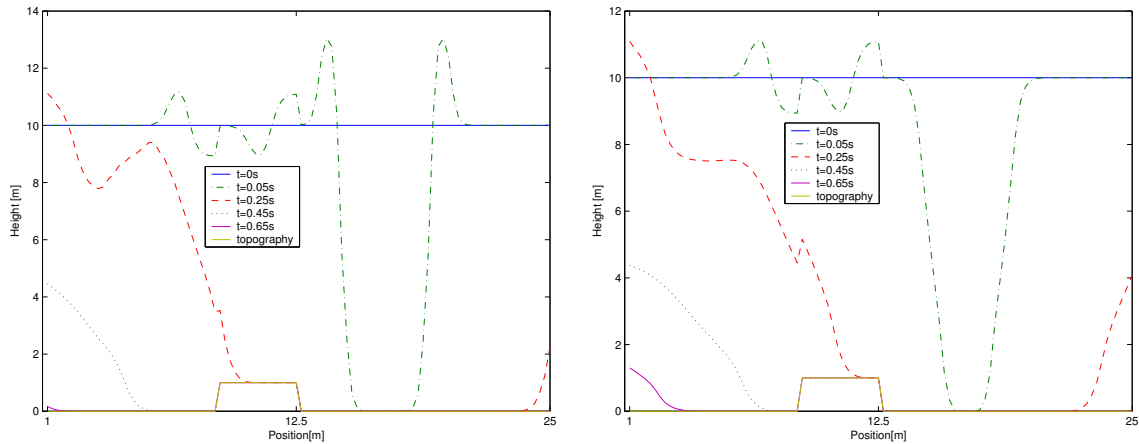 14
12
10
8
6
4
2
0
Height [m]
t=0s
t=0.05s
t=0.25s
t=0.45s
t=0.65s
topography
1
12.5
25
Position[m]
12
10
8
6
4
2
0
Height [m]
t=0s
t=0.05s
t=0.25s
t=0.45s
t=0.65s
topography
1
12.5
25
Position[m]